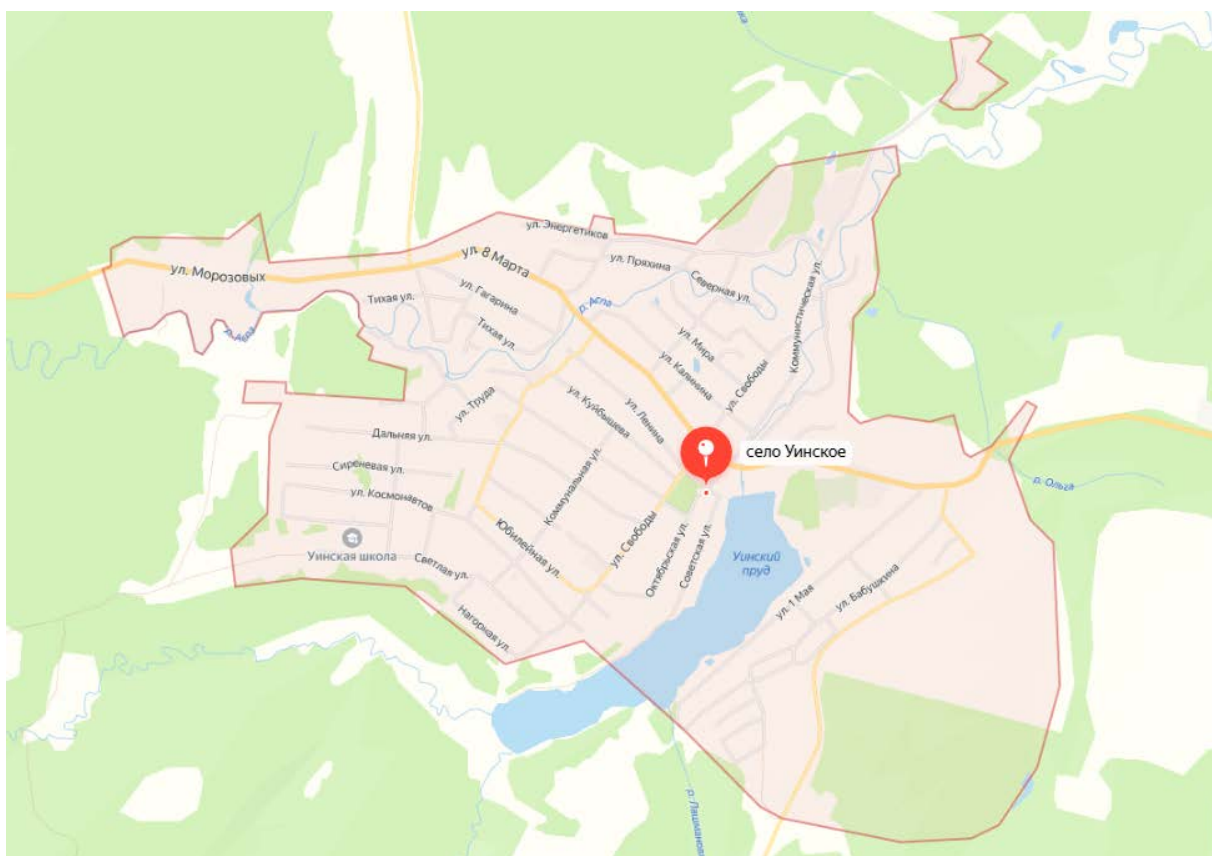 ул. Энергетиков
ул. Морозовых
ул. 8 Марта
ул. Пряхина
Северная ул.
Тихая ул.
ул. Гагарина
р. Асла
Коммунистическая ул.
р. Асла
Тихая ул.
ул. Мира
ул. Калинина
ул. Свободы
ул. Труда
ул. Куйбышева
ул. Ленина
Дальняя ул.
село Уинское
Сиреневая ул.
Коммунальная ул.
р. Ольга
ул. Космонавтов
Юбилейная ул.
ул. Свободы
Октябрьская ул.
Советская ул.
Уинская школа
Светлая ул.
Уинский
пруд
ул. 1 Мая
ул. Бабушкина
Нагорная ул.